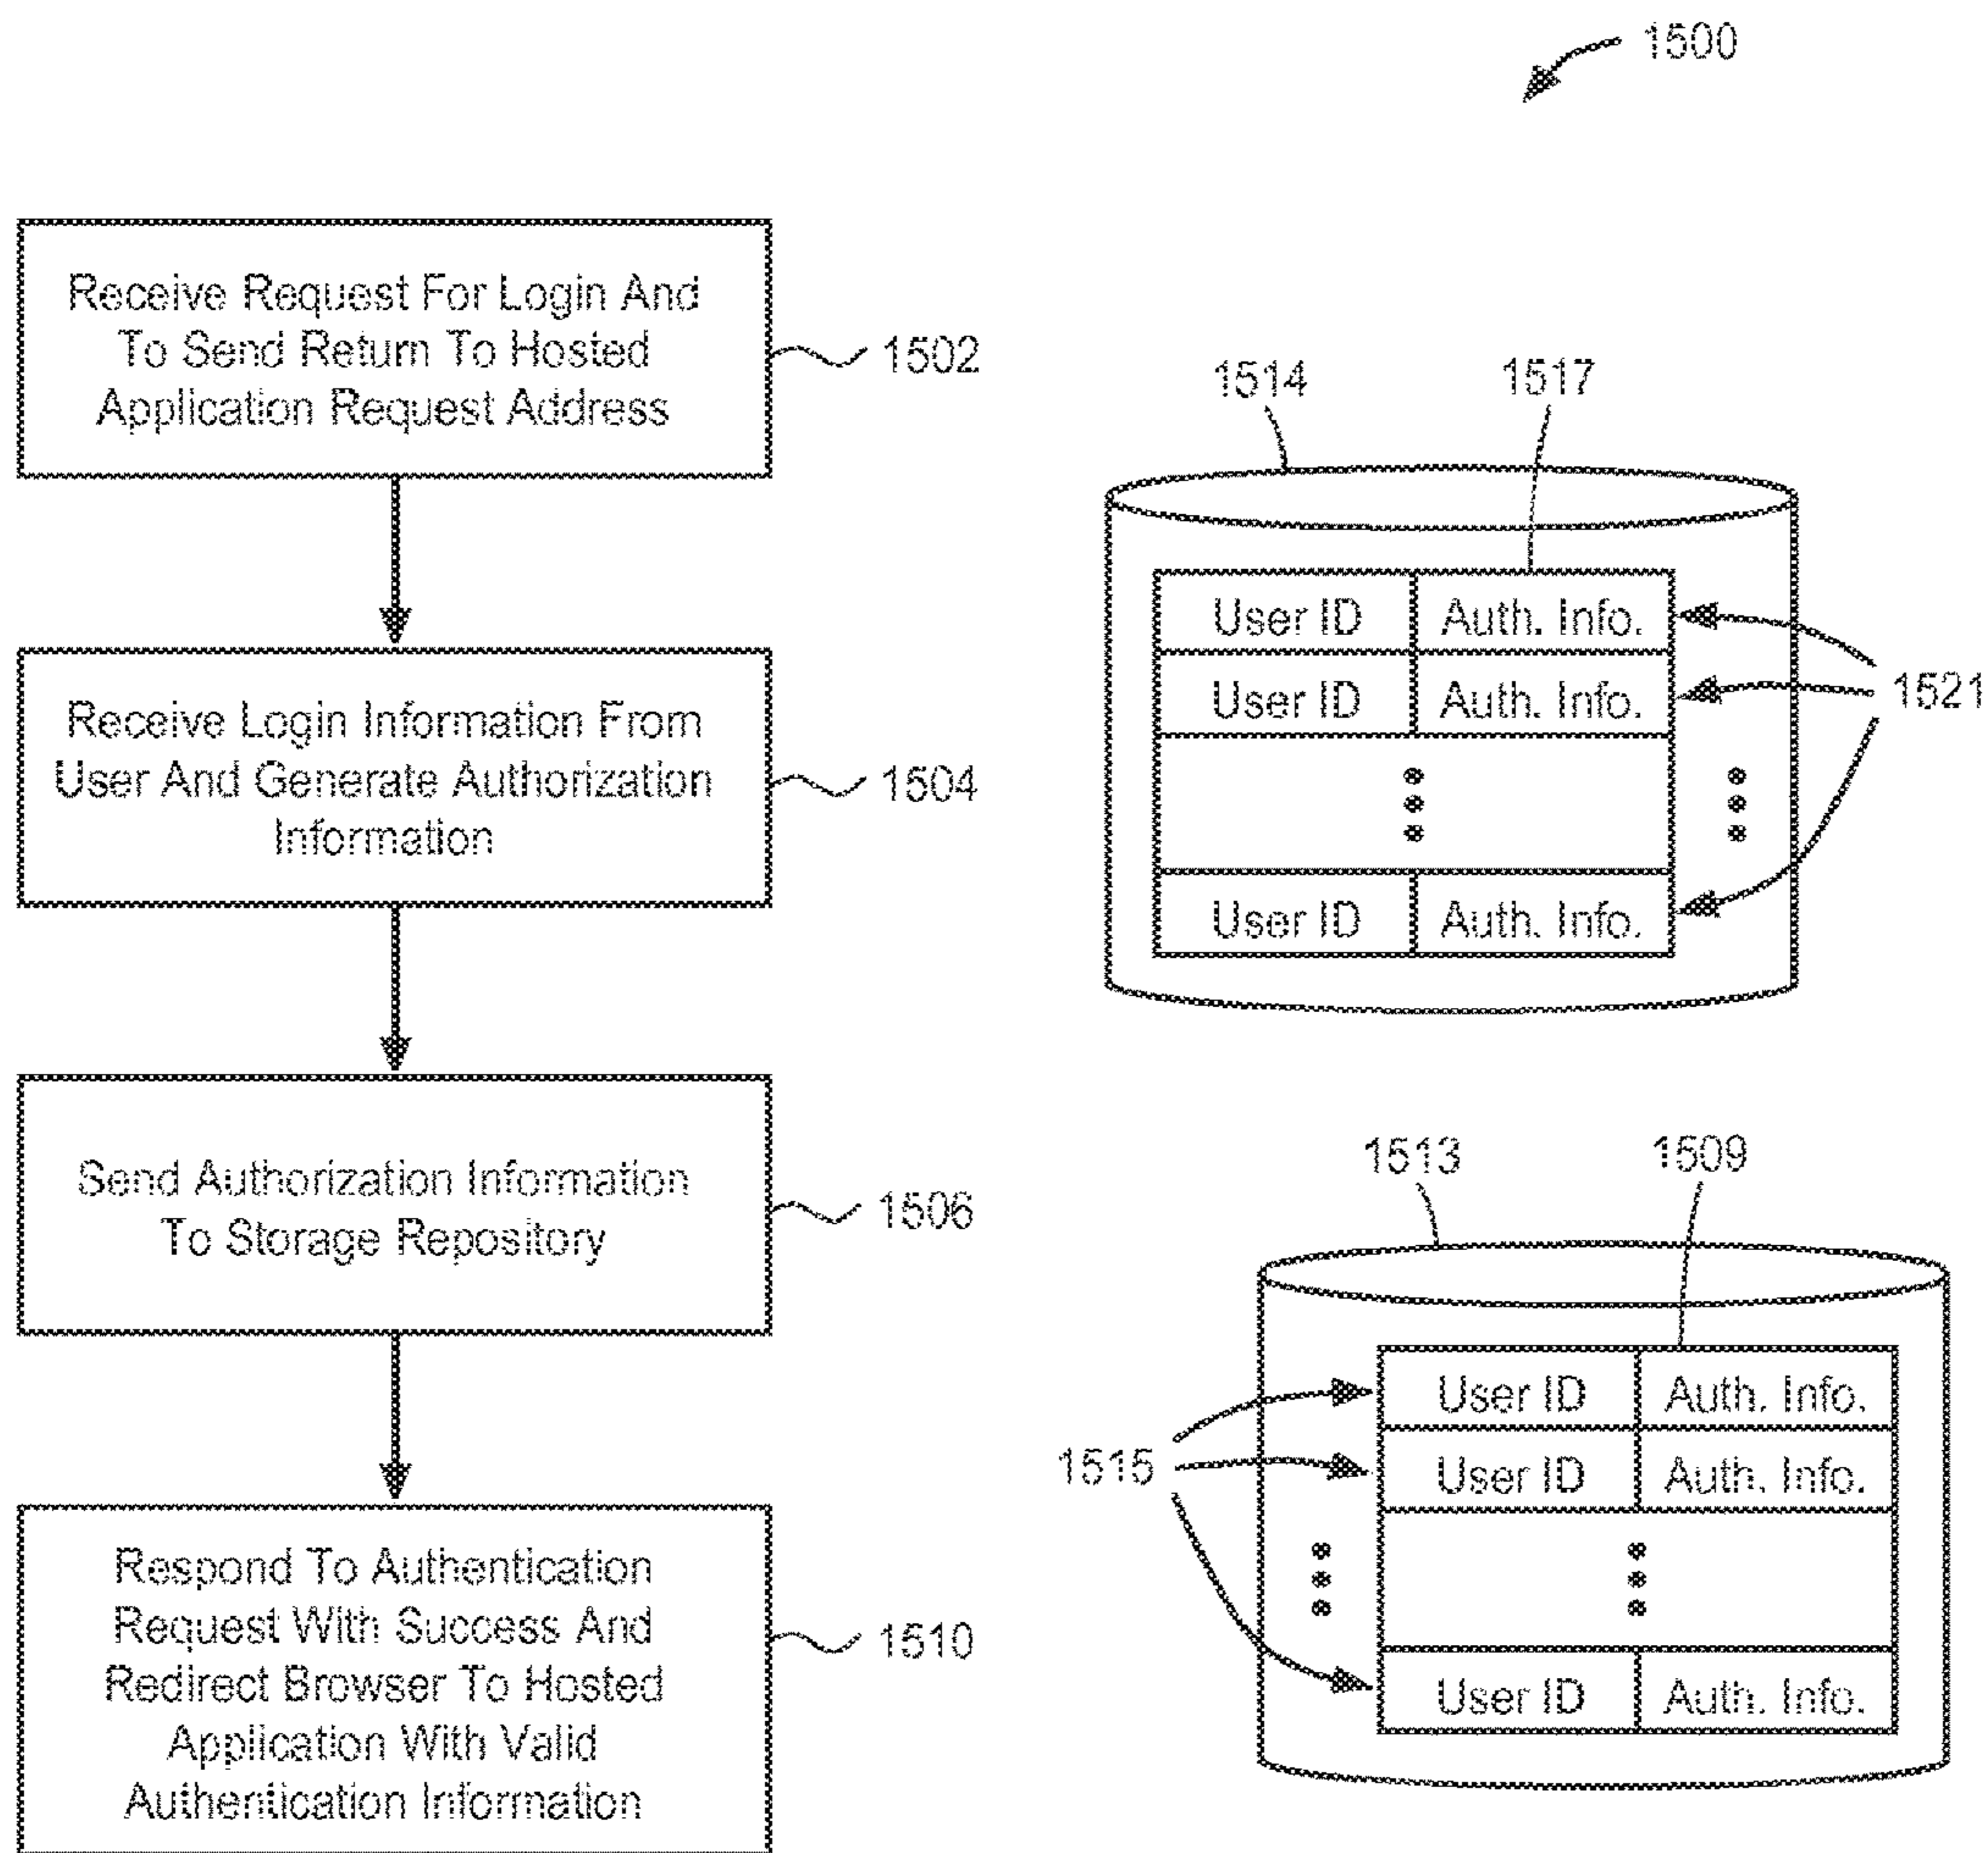 1500
Receive Request For Login And
To Send Return To Hosted
Application Request Address
1502
Receive Login Information From
User And Generate Authorization
Information
1504
Send Authorization Information
To Storage Repository
1506
Respond To Authentication
Request With Success And
Redirect Browser To Hosted
Application With Valid
Authentication Information
1510
1514
1517
User ID Auth. Info.
User ID Auth. Info.
User ID Auth. Info.
1521
1513
1509
User ID Auth. Info.
User ID Auth. Info.
User ID Auth. Info.
1515